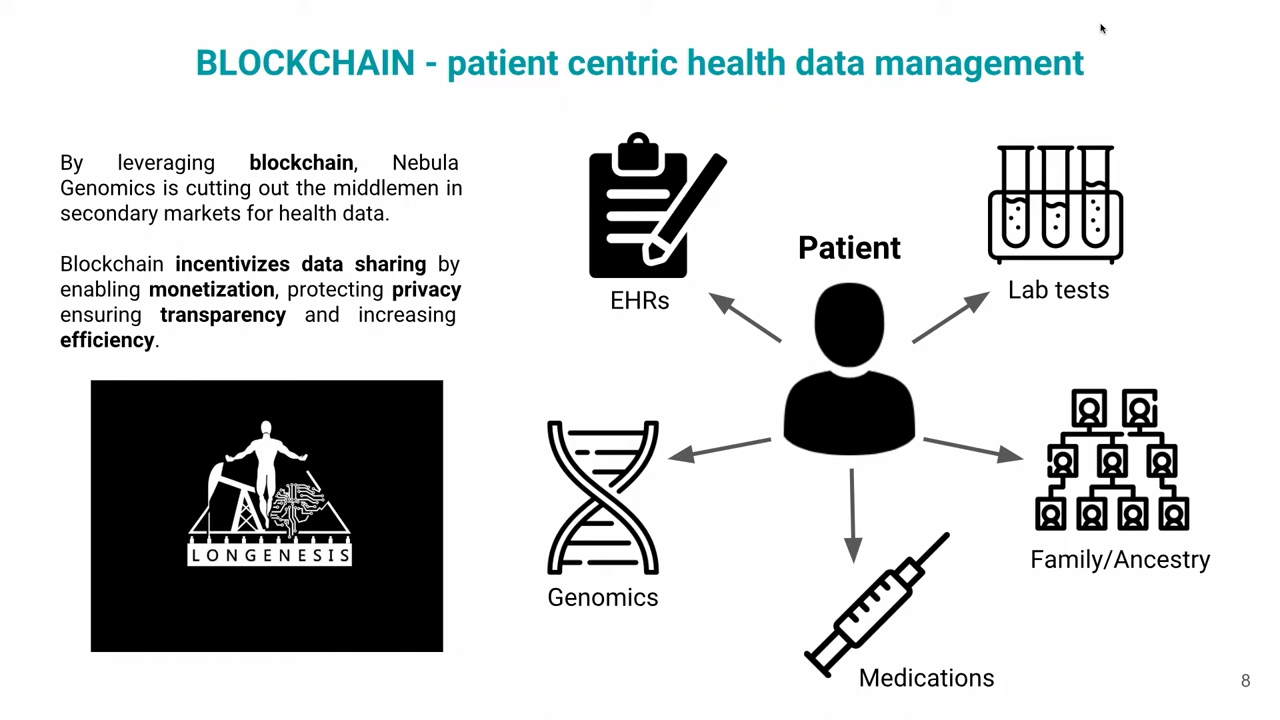 BLOCKCHAIN - patient centric health data management
By leveraging blockchain, Nebula
Genomics is cutting out the middlemen in
secondary markets for health data.
Blockchain incentivizes data sharing by
enabling monetization, protecting privacy
ensuring transparency and increasing
efficiency.
LONGENESIS
Patient
EHRs
Lab tests
Genomics
Family/Ancestry
Medications
8